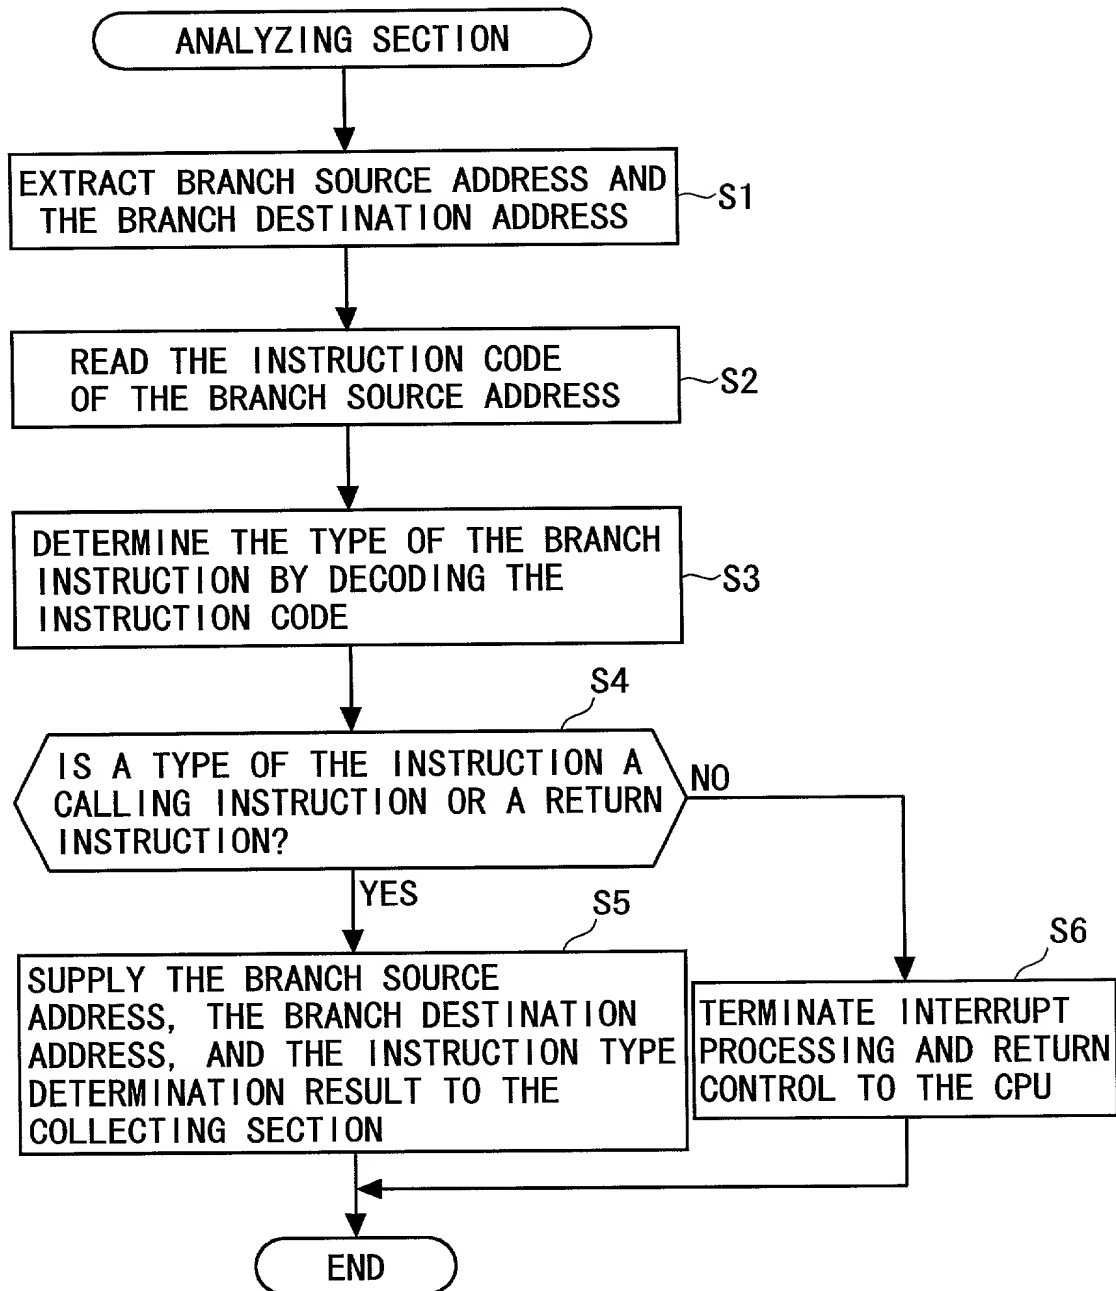 ANALYZING SECTION
EXTRACT BRANCH SOURCE ADDRESS AND
THE BRANCH DESTINATION ADDRESS
S1
READ THE INSTRUCTION CODE
OF THE BRANCH SOURCE ADDRESS
S2
DETERMINE THE TYPE OF THE BRANCH
INSTRUCTION BY DECODING THE
INSTRUCTION CODE
S3
S4
IS A TYPE OF THE INSTRUCTION A
CALLING INSTRUCTION OR A RETURN
INSTRUCTION?
NO
YES
S5
SUPPLY THE BRANCH SOURCE
ADDRESS, THE BRANCH DESTINATION
ADDRESS, AND THE INSTRUCTION TYPE
DETERMINATION RESULT TO THE
COLLECTING SECTION
S6
TERMINATE INTERRUPT
PROCESSING AND RETURN
CONTROL TO THE CPU
END